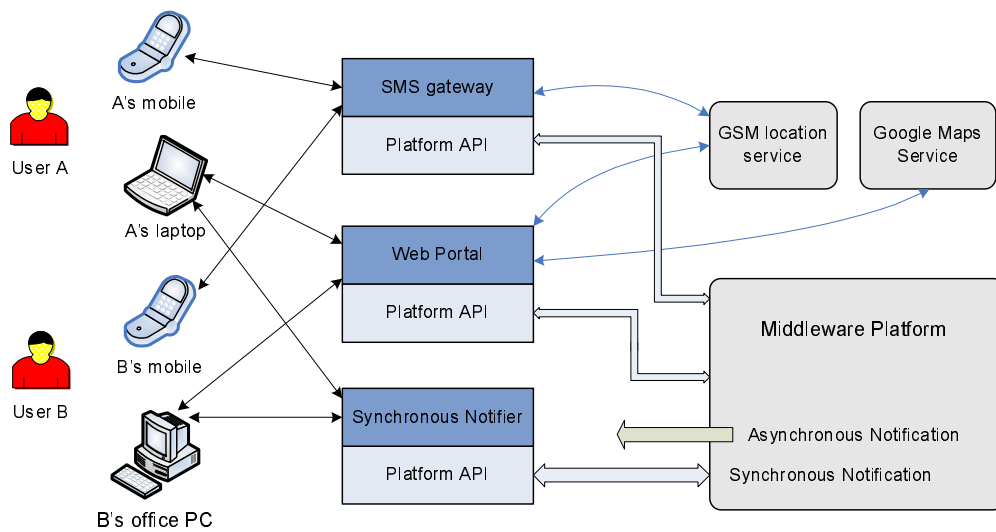 User A
A's mobile
A's laptop
User B
B's mobile
B's office PC
SMS gateway
Platform API
Web Portal
Platform API
Synchronous Notifier
Platform API
GSM location
service
Google Maps
Service
Middleware Platform
Asynchronous Notification
Synchronous Notification